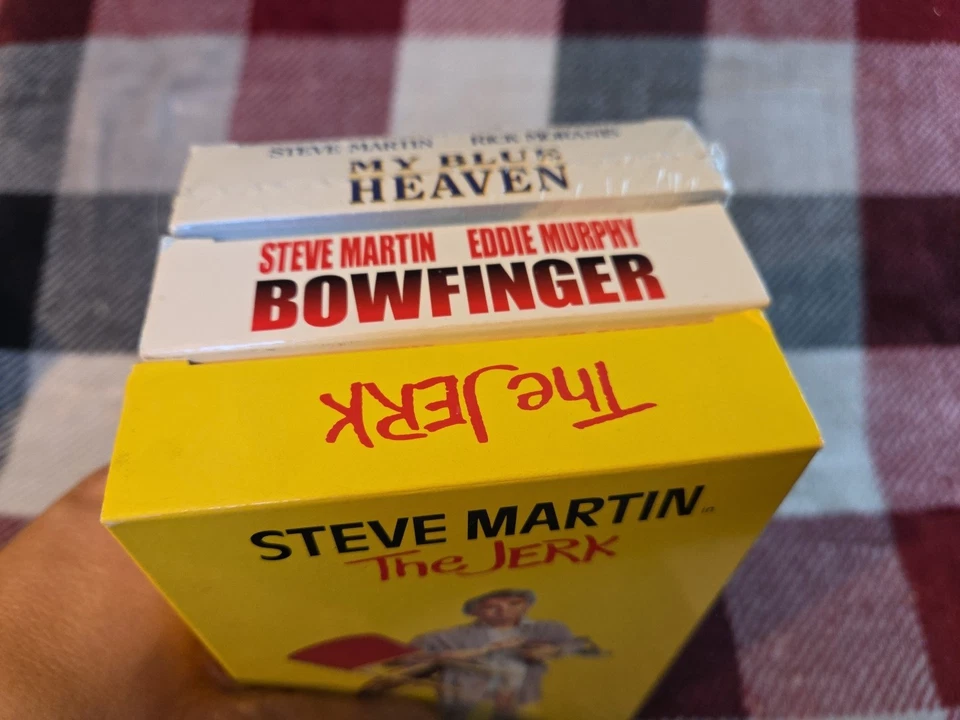 STEVE MARTIN RICK MORANIS
MY BLUE
HEAVEN
STEVE MARTIN EDDIE MURPHY
BOWFINGER
The JERK
STEVE MARTIN
The JERK